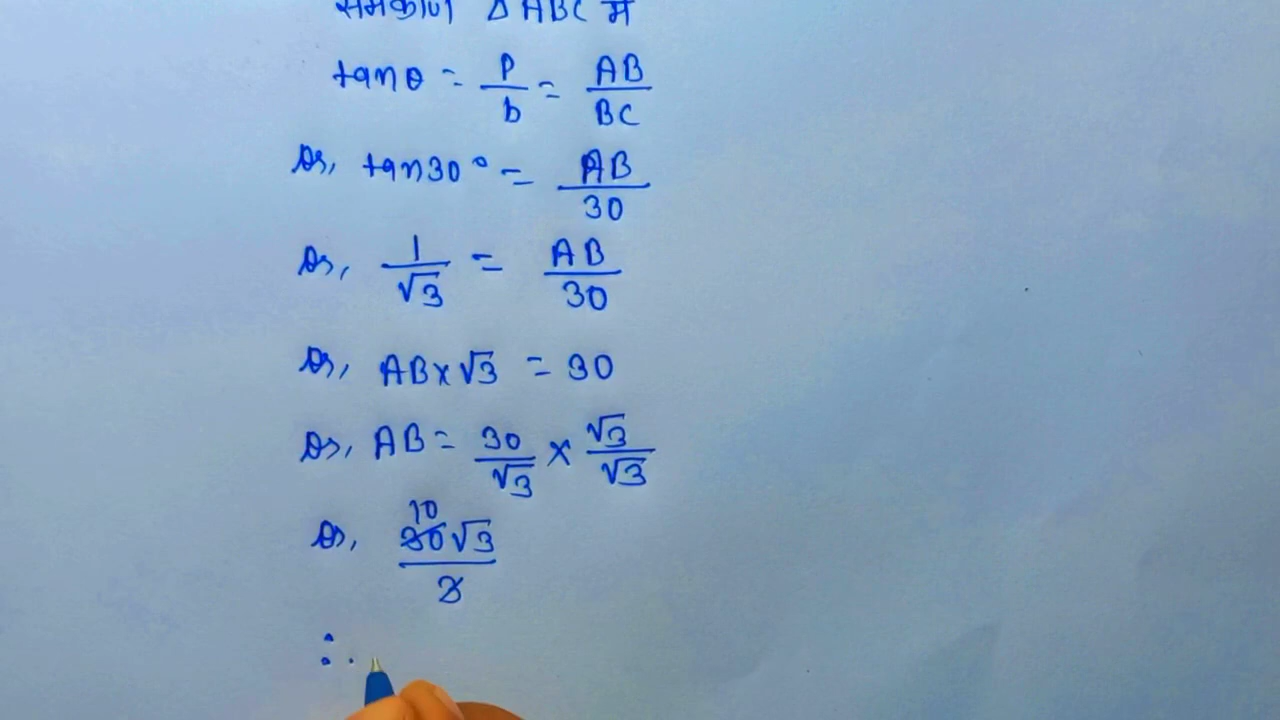 समकोण △ABC में
tanθ = p/b = AB/BC
Or, tan30° = AB/30
Or, 1/√3 = AB/30
Or, AB×√3 = 30
Or, AB = 30/√3 × √3/√3
Or, 10 30√3/3
∴